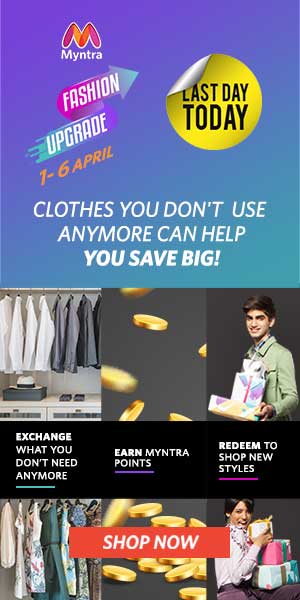 Myntra
FASHION
UPGRADE
1- 6 APRIL
LAST DAY
TODAY
CLOTHES YOU DON'T USE
ANYMORE CAN HELP
YOU SAVE BIG!
EXCHANGE
WHAT YOU
DON'T NEED
ANYMORE
EARN MYNTRA
POINTS
REDEEM TO
SHOP NEW
STYLES
SHOP NOW